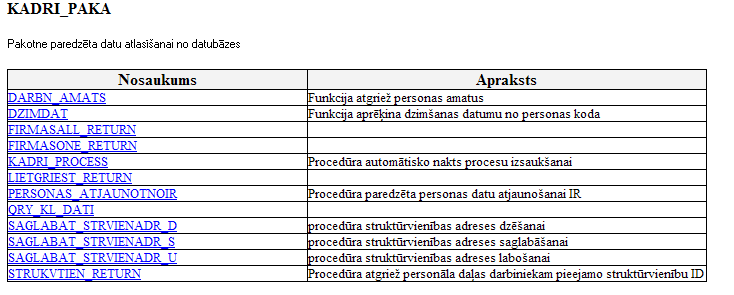 KADRI_PAKA
Pakotne paredzēta datu atlasīšanai no datubāzes
Nosaukums Apraksts
DARBN_AMATS Funkcija atgriež personas amatus
DZIMDAT Funkcija aprēķina dzimšanas datumu no personas koda
FIRMASALL_RETURN
FIRMASONE_RETURN
KADRI_PROCESS Procedūra automātisko nakts procesu izsaukšanai
LIETGRIEST_RETURN
PERSONAS_ATJAUNOTNOIR Procedūra paredzēta personas datu atjaunošanai IR
QRY_KL_DATI
SAGLABAT_STRVIENADR_D procedūra struktūrvienības adreses dzēšanai
SAGLABAT_STRVIENADR_S procedūra struktūrvienības adreses saglabāšanai
SAGLABAT_STRVIENADR_U procedūra struktūrvienības adreses labošanai
STRUKVTIEN_RETURN Procedūra atgriež personāla daļas darbiniekam pieejamo struktūrvienību ID